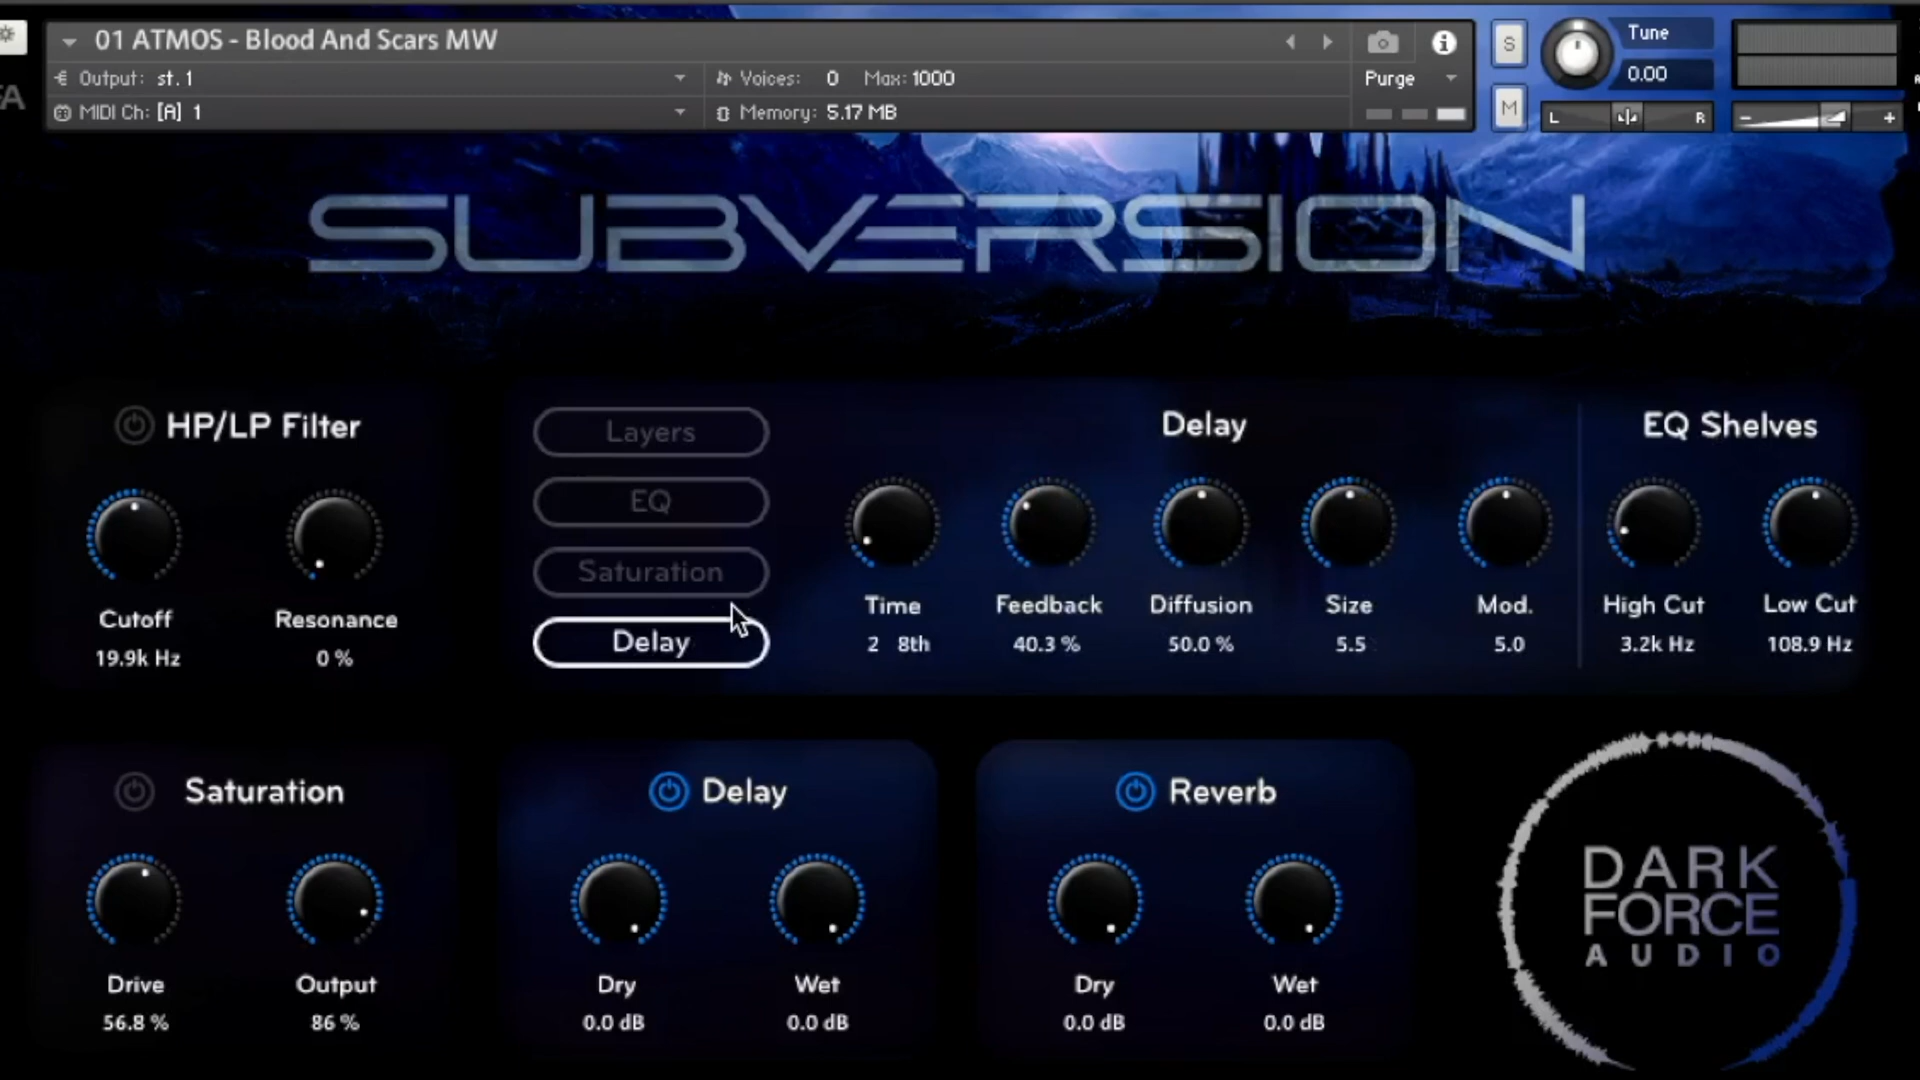 01 ATMOS - Blood And Scars MW
Output: st. 1
Voices: 0 Max: 1000
Purge
MIDI Ch: [A] 1
Memory: 5.17 MB
S
M
Tune
0.00
L R
- +
SUBVERSION
HP/LP Filter
Cutoff
19.9k Hz
Resonance
0 %
Layers
EQ
Saturation
Delay
Delay
Time
2 8th
Feedback
40.3 %
Diffusion
50.0 %
Size
5.5
Mod.
5.0
EQ Shelves
High Cut
3.2k Hz
Low Cut
108.9 Hz
Saturation
Drive
56.8 %
Output
86 %
Delay
Dry
0.0 dB
Wet
0.0 dB
Reverb
Dry
0.0 dB
Wet
0.0 dB
DARK
FORCE
AUDIO